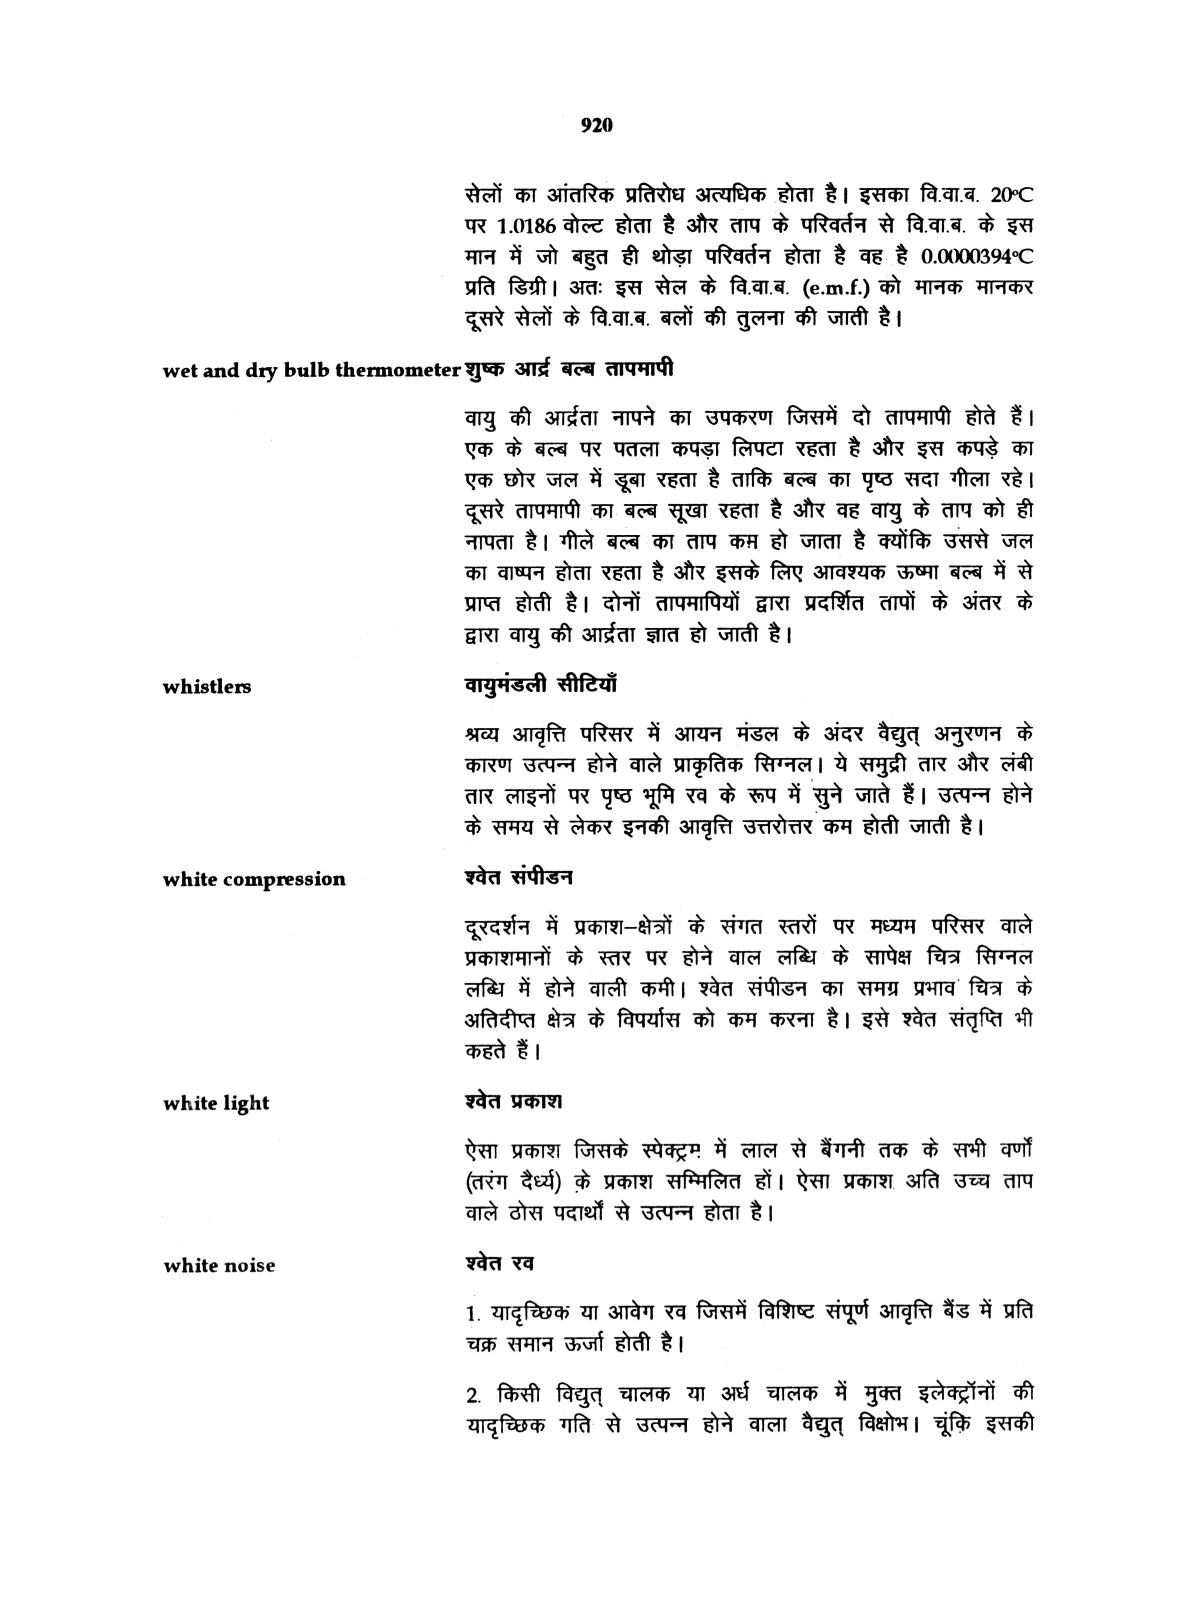 920
सेलों का आंतरिक प्रतिरोध अत्यधिक होता है। इसका वि.वा.ब. 20°C
पर 1.0186 वोल्ट होता है और ताप के परिवर्तन से वि.वा.ब. के इस
मान में जो बहुत ही थोड़ा परिवर्तन होता है वह है 0.0000394°C
प्रति डिग्री। अतः इस सेल के वि.वा.ब. (e.m.f.) को मानक मानकर
दूसरे सेलों के वि.वा.ब. बलों की तुलना की जाती है।
wet and dry bulb thermometer शुष्क आर्द्र बल्ब तापमापी
वायु की आर्द्रता नापने का उपकरण जिसमें दो तापमापी होते हैं।
एक के बल्ब पर पतला कपड़ा लिपटा रहता है और इस कपड़े का
एक छोर जल में डूबा रहता है ताकि बल्ब का पृष्ठ सदा गीला रहे।
दूसरे तापमापी का बल्ब सूखा रहता है और वह वायु के ताप को ही
नापता है। गीले बल्ब का ताप कम हो जाता है क्योंकि उससे जल
का वाष्पन होता रहता है और इसके लिए आवश्यक ऊष्मा बल्ब में से
प्राप्त होती है। दोनों तापमापियों द्वारा प्रदर्शित तापों के अंतर के
द्वारा वायु की आर्द्रता ज्ञात हो जाती है।
whistlers वायुमंडली सीटियाँ
श्रव्य आवृत्ति परिसर में आयन मंडल के अंदर वैद्युत् अनुरणन के
कारण उत्पन्न होने वाले प्राकृतिक सिग्नल। ये समुद्री तार और लंबी
तार लाइनों पर पृष्ठ भूमि रव के रूप में सुने जाते हैं। उत्पन्न होने
के समय से लेकर इनकी आवृत्ति उत्तरोत्तर कम होती जाती है।
white compression श्वेत संपीडन
दूरदर्शन में प्रकाश–क्षेत्रों के संगत स्तरों पर मध्यम परिसर वाले
प्रकाशमानों के स्तर पर होने वाल लब्धि के सापेक्ष चित्र सिग्नल
लब्धि में होने वाली कमी। श्वेत संपीडन का समग्र प्रभाव चित्र के
अतिदीप्त क्षेत्र के विपर्यास को कम करना है। इसे श्वेत संतृप्ति भी
कहते हैं।
white light श्वेत प्रकाश
ऐसा प्रकाश जिसके स्पेक्ट्रम में लाल से बैंगनी तक के सभी वर्णों
(तरंग दैर्ध्य) के प्रकाश सम्मिलित हों। ऐसा प्रकाश अति उच्च ताप
वाले ठोस पदार्थों से उत्पन्न होता है।
white noise श्वेत रव
1. यादृच्छिक या आवेग रव जिसमें विशिष्ट संपूर्ण आवृत्ति बैंड में प्रति
चक्र समान ऊर्जा होती है।
2. किसी विद्युत् चालक या अर्ध चालक में मुक्त इलेक्ट्रॉनों की
यादृच्छिक गति से उत्पन्न होने वाला वैद्युत् विक्षोभ। चूंकि इसकी